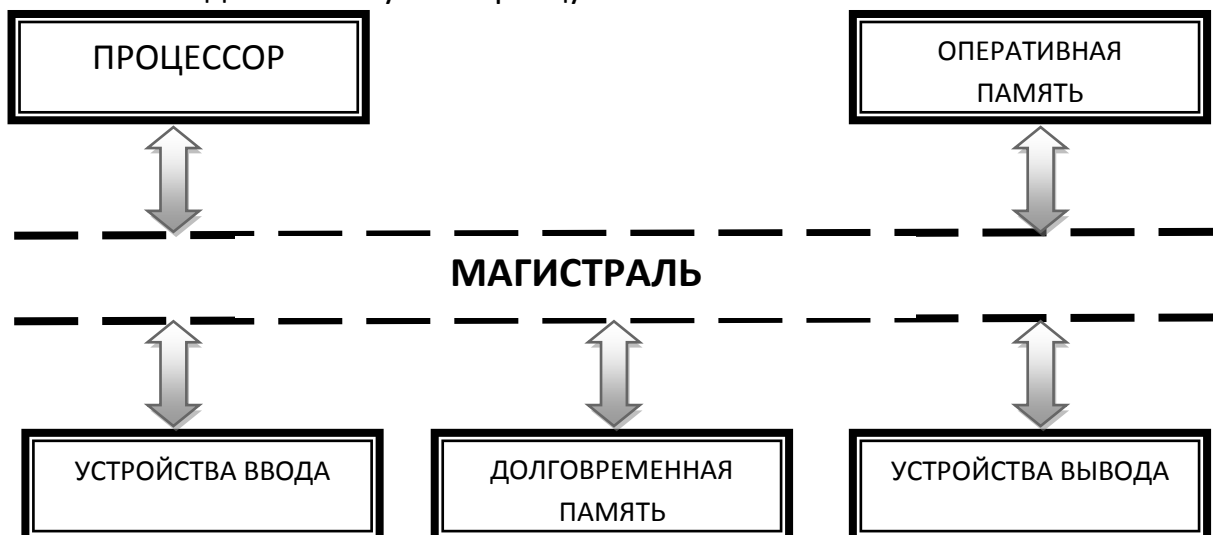 ПРОЦЕССОР
ОПЕРАТИВНАЯ
ПАМЯТЬ
МАГИСТРАЛЬ
УСТРОЙСТВА ВВОДА
ДОЛГОВРЕМЕННАЯ
ПАМЯТЬ
УСТРОЙСТВА ВЫВОДА